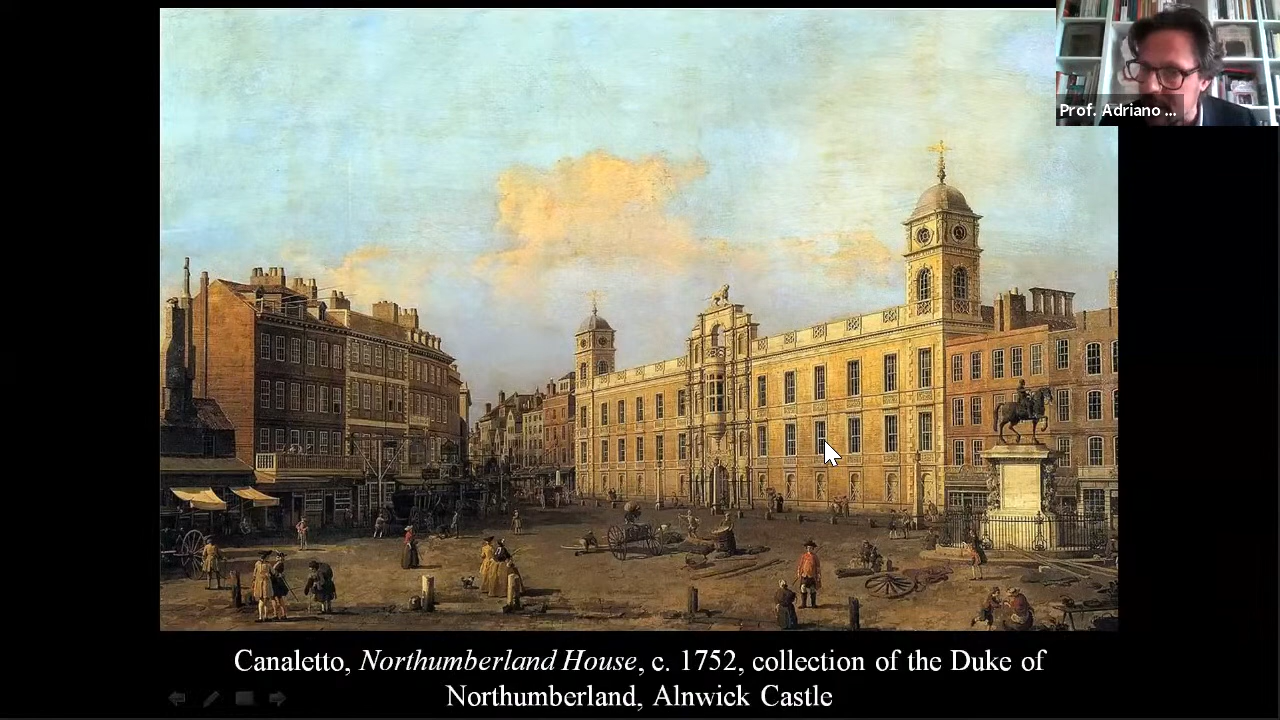 Prof. Adriano ...
Canaletto, Northumberland House, c. 1752, collection of the Duke of
Northumberland, Alnwick Castle